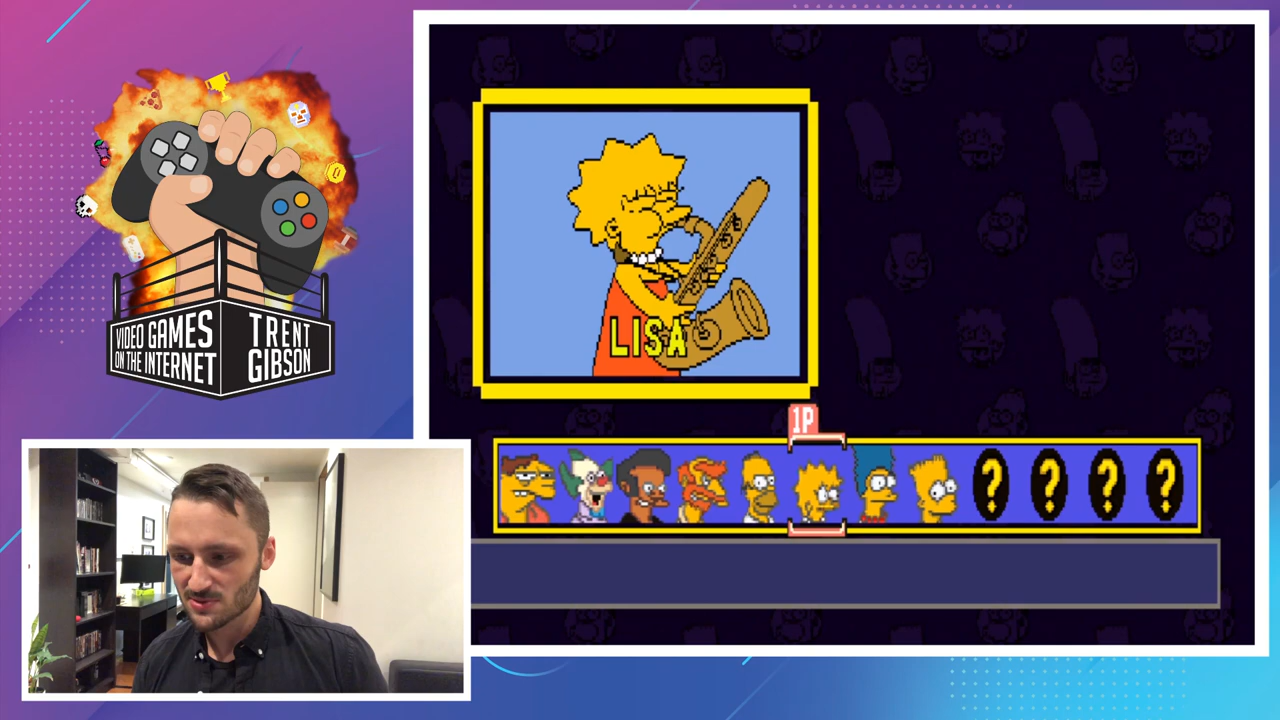 VIDEO GAMES
ON THE INTERNET
TRENT
GIBSON
LISA
1P
? ? ? ?